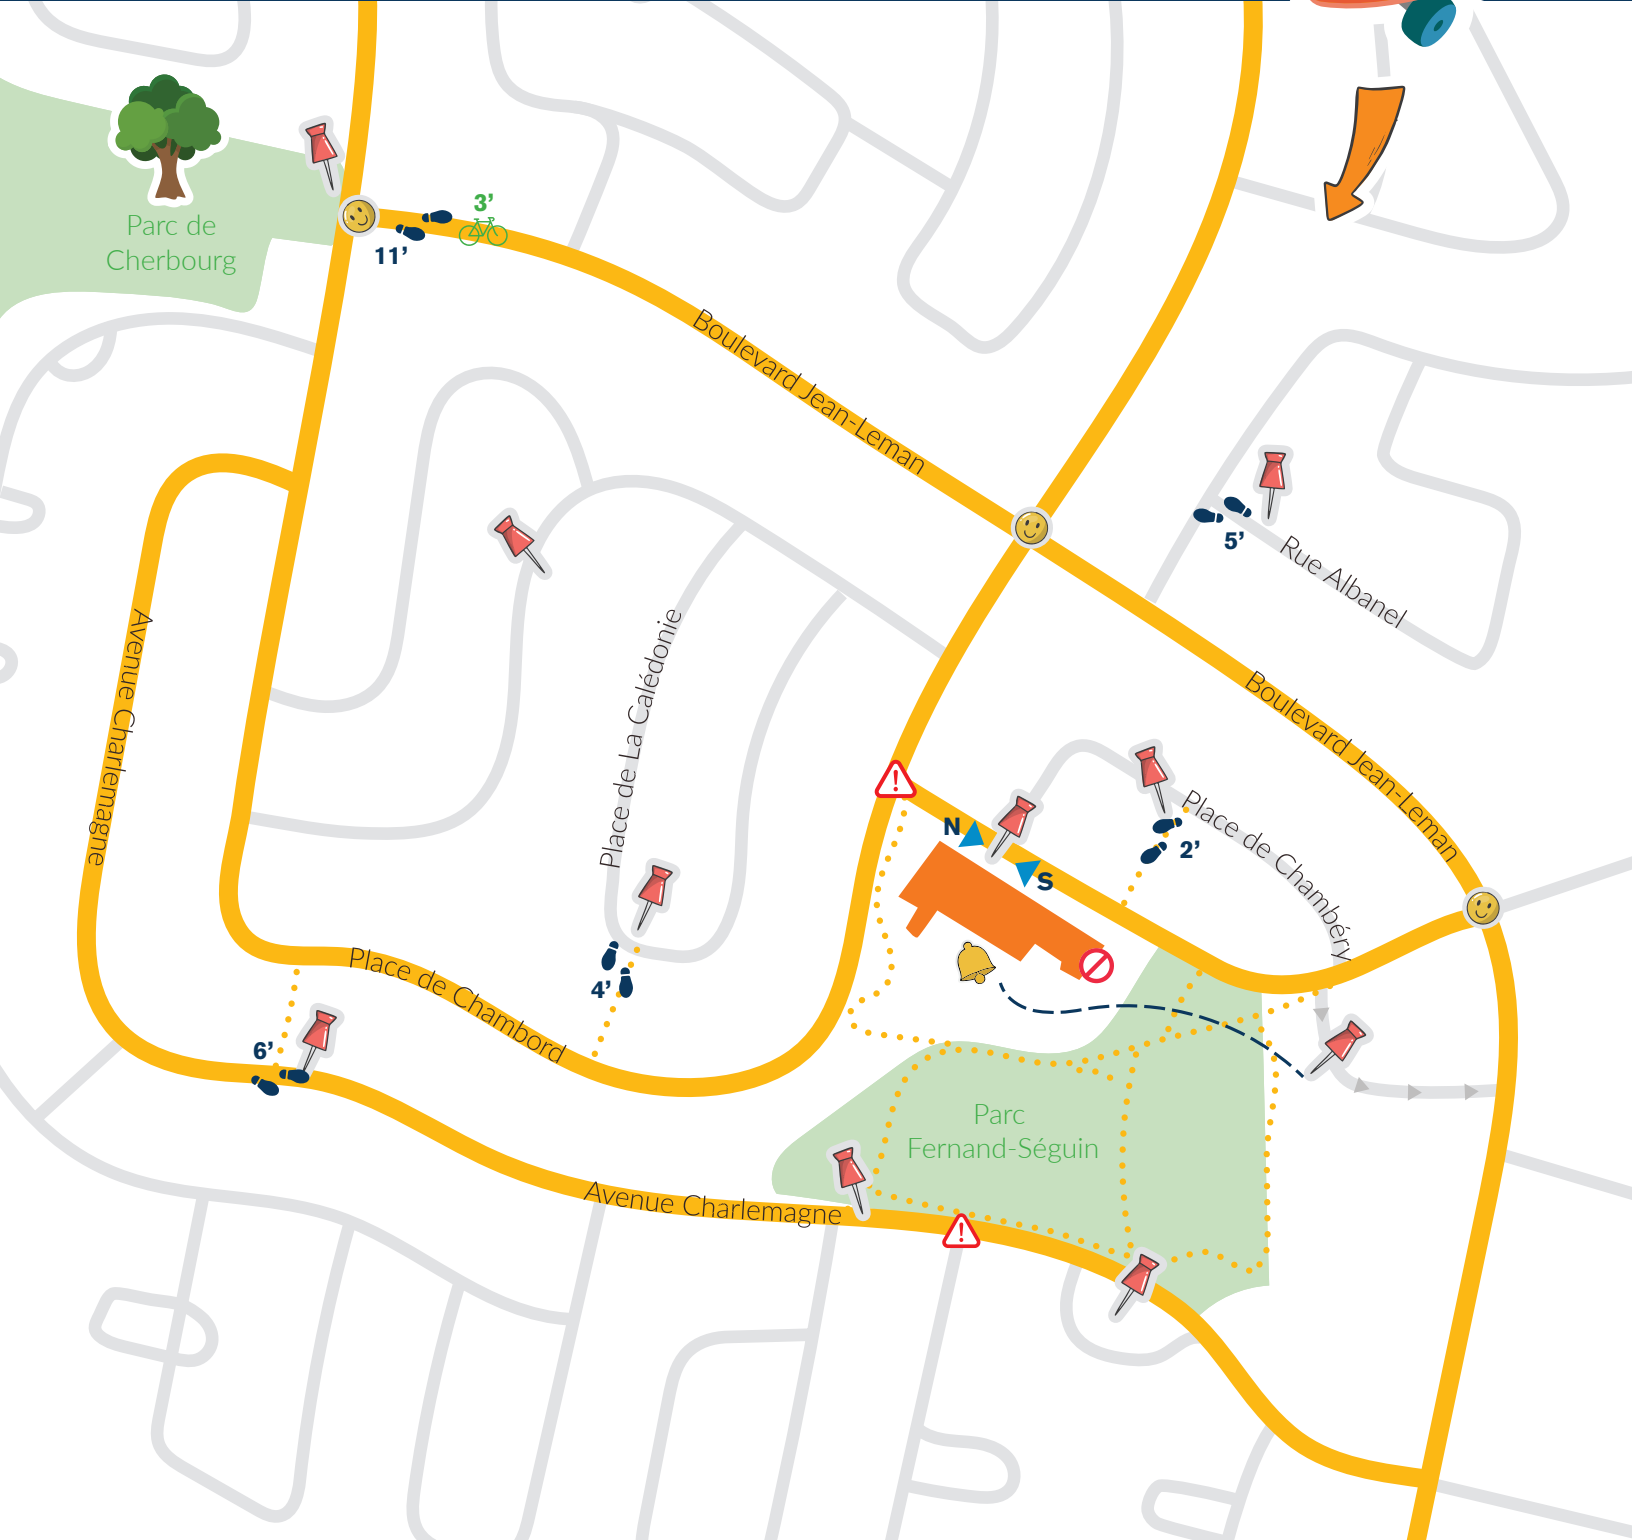 3’
Parc de
Cherbourg
11’
Boulevard Jean-Leman
5’
Rue Albanel
Avenue Charlemagne
Place de La Calédonie
Boulevard Jean-Leman
N
S
Place de Chambéry
2’
Place de Chambord
4’
6’
Parc
Fernand-Séguin
Avenue Charlemagne